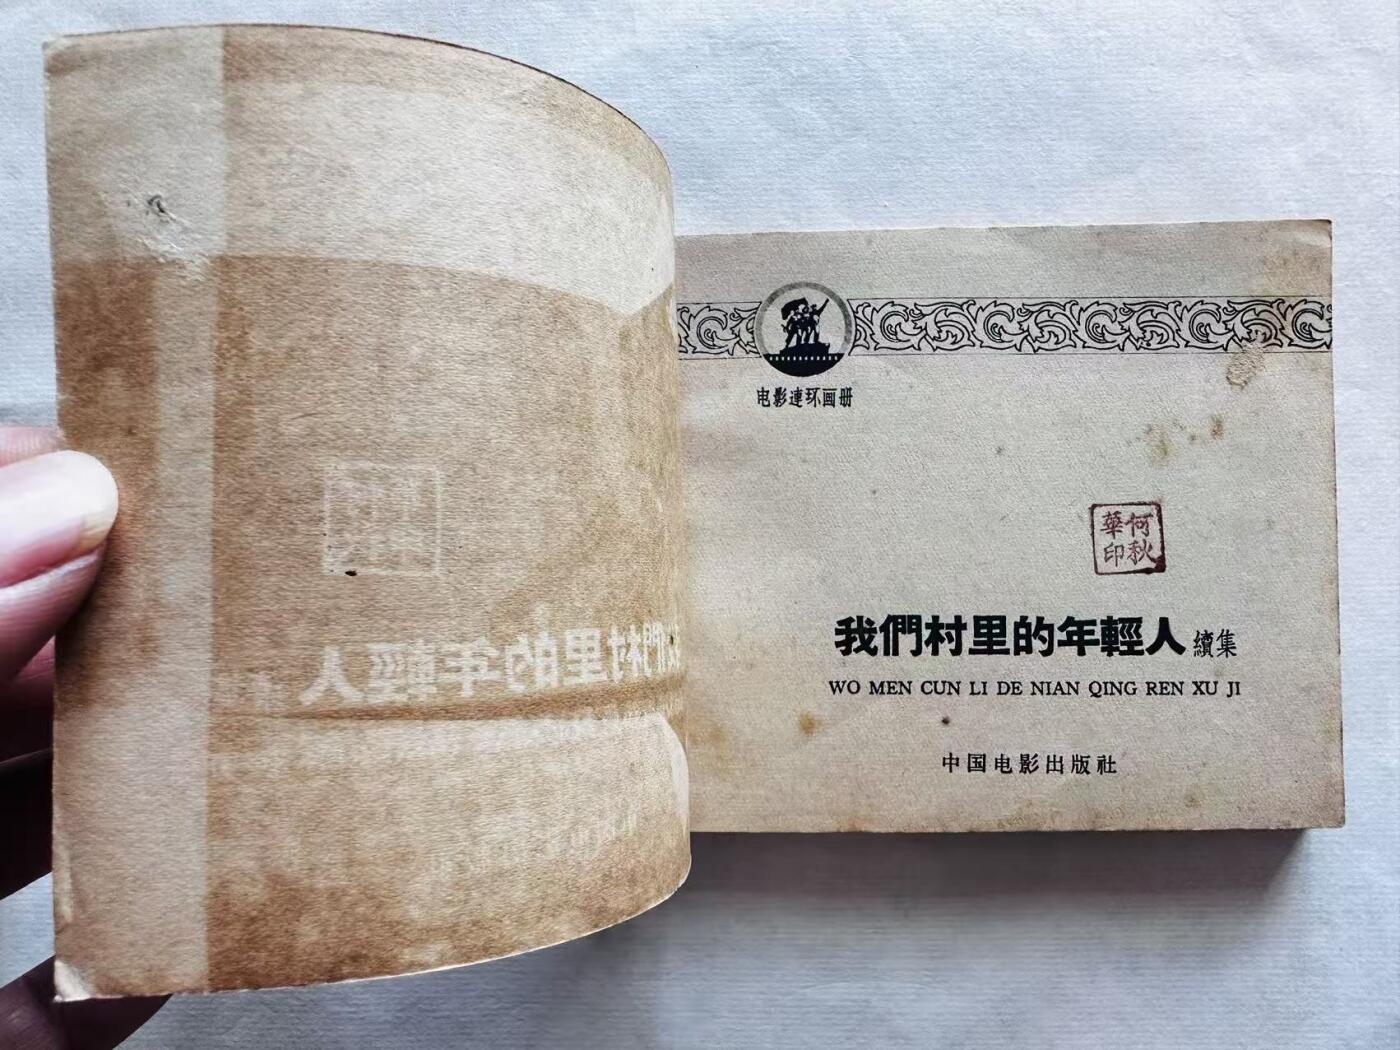 电影連环画册
何秋
華印
我們村里的年輕人續集
WO MEN CUN LI DE NIAN QING REN XU JI
中国电影出版社